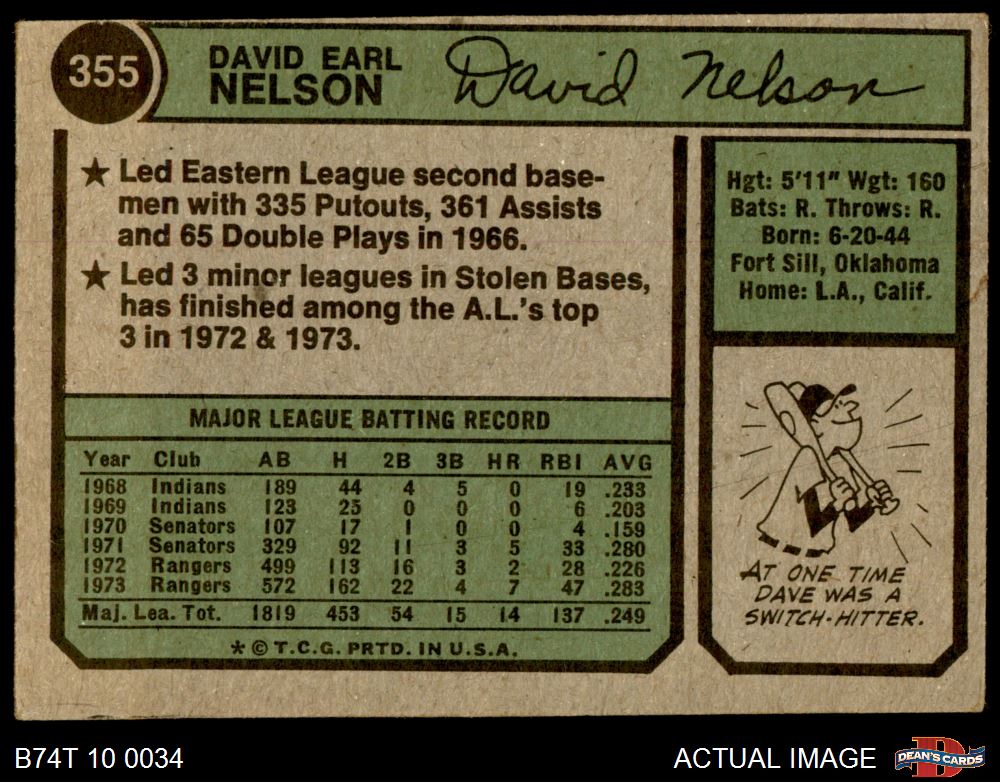 355
DAVID EARL
NELSON
David Nelson
★ Led Eastern League second base-
men with 335 Putouts, 361 Assists
and 65 Double Plays in 1966.
★ Led 3 minor leagues in Stolen Bases,
has finished among the A.L.'s top
3 in 1972 & 1973.
Hgt: 5'11" Wgt: 160
Bats: R. Throws: R.
Born: 6-20-44
Fort Sill, Oklahoma
Home: L.A., Calif.
MAJOR LEAGUE BATTING RECORD
Year Club AB H 2B 3B HR RBI AVG
1968 Indians 189 44 4 5 0 19 .233
1969 Indians 123 25 0 0 0 6 .203
1970 Senators 107 17 1 0 0 4 .159
1971 Senators 329 92 11 3 5 33 .280
1972 Rangers 499 113 16 3 2 28 .226
1973 Rangers 572 162 22 4 7 47 .283
Maj. Lea. Tot. 1819 453 54 15 14 137 .249
* © T.C.G. PRTD. IN U.S.A.
AT ONE TIME
DAVE WAS A
SWITCH-HITTER.
B74T 10 0034
ACTUAL IMAGE
D
DEAN'S CARDS